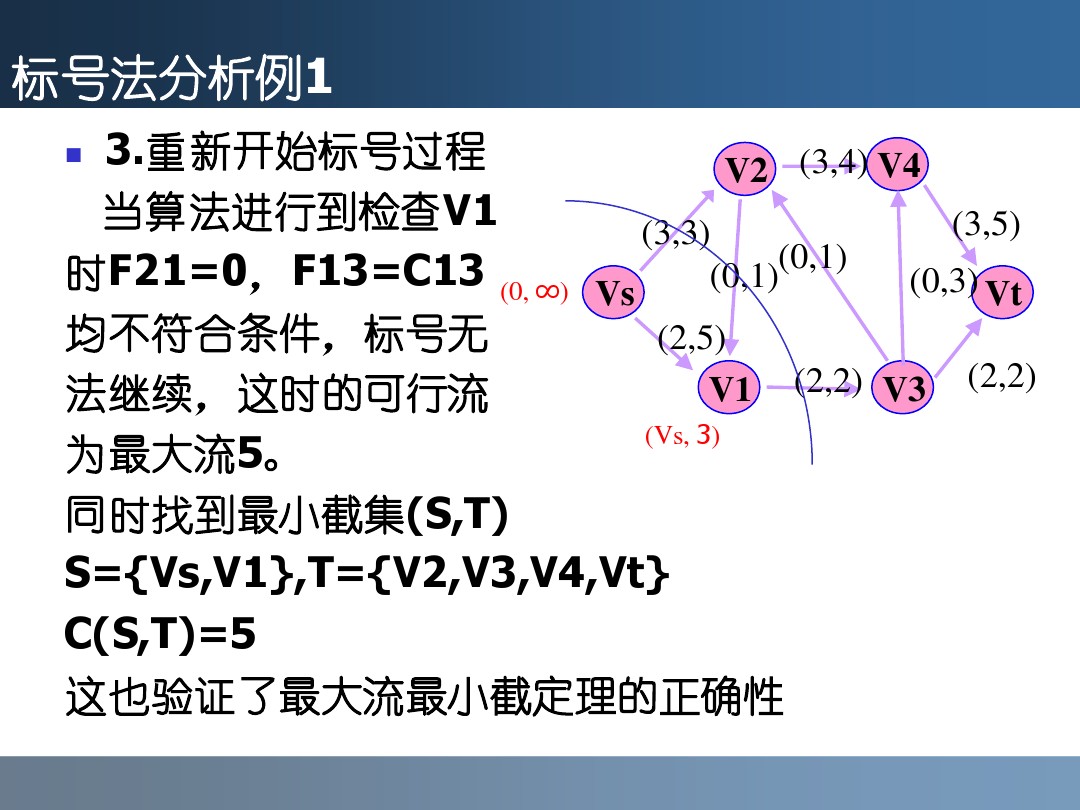 标号法分析例1
3.重新开始标号过程
当算法进行到检查V1
时F21=0，F13=C13
均不符合条件，标号无
法继续，这时的可行流
为最大流5。
同时找到最小截集(S,T)
S={Vs,V1},T={V2,V3,V4,Vt}
C(S,T)=5
这也验证了最大流最小截定理的正确性
V2
(3,4)
V4
(3,3)
(3,5)
(0,1)
(0,1)
(0,3)
(0, ∞)
Vs
Vt
(2,5)
V1
(2,2)
V3
(2,2)
(Vs, 3)